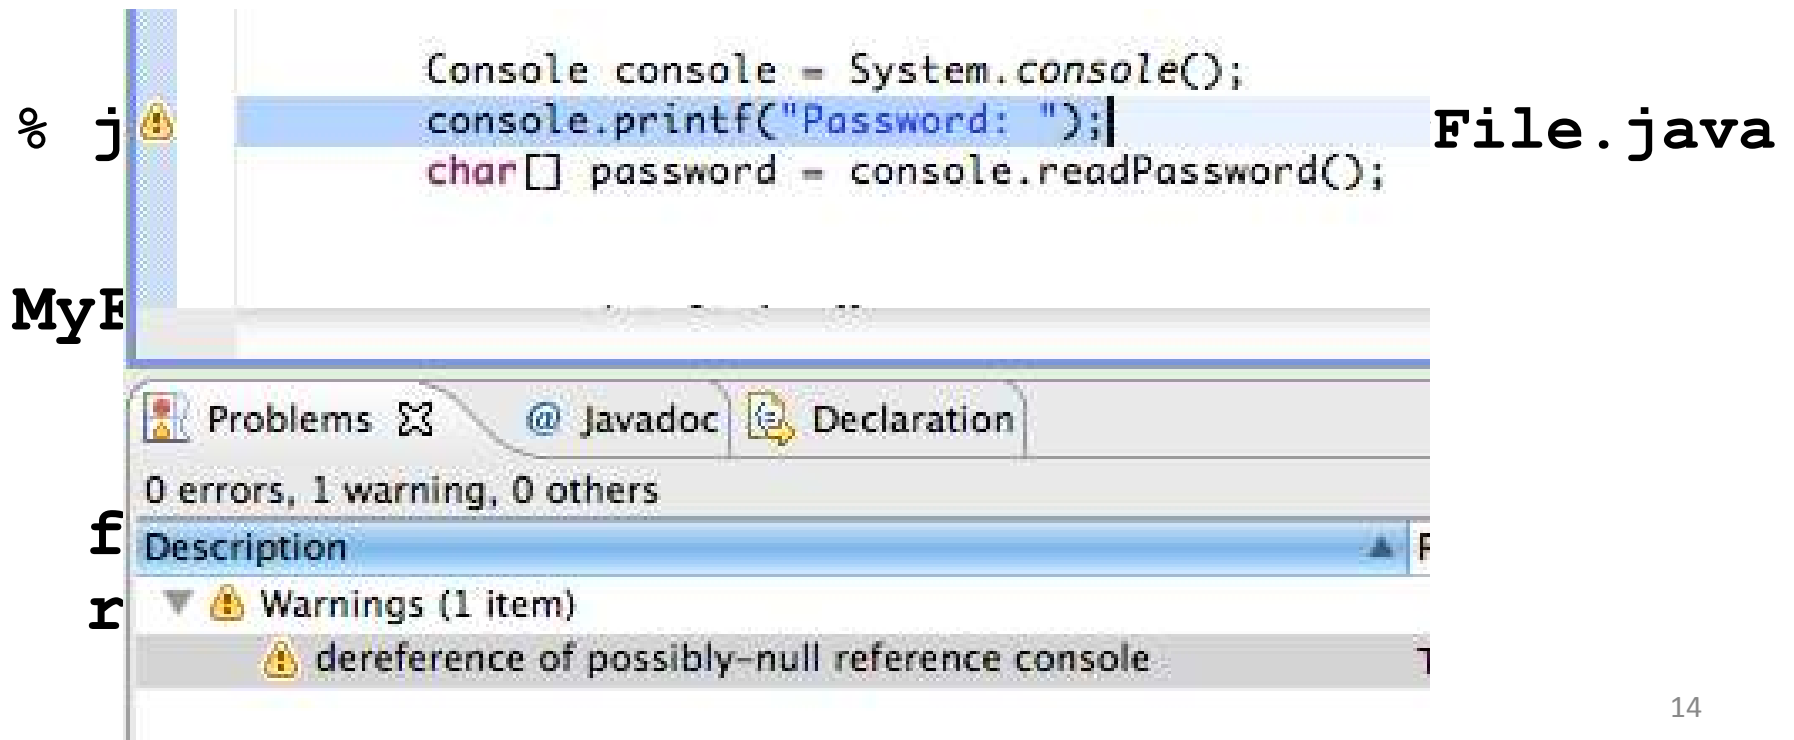 Console console = System.console();
% j console.printf("Password: "); File.java
char[] password = console.readPassword();
My
Problems @ Javadoc Declaration
0 errors, 1 warning, 0 others
f
Description
Warnings (1 item)
r
dereference of possibly-null reference console
14